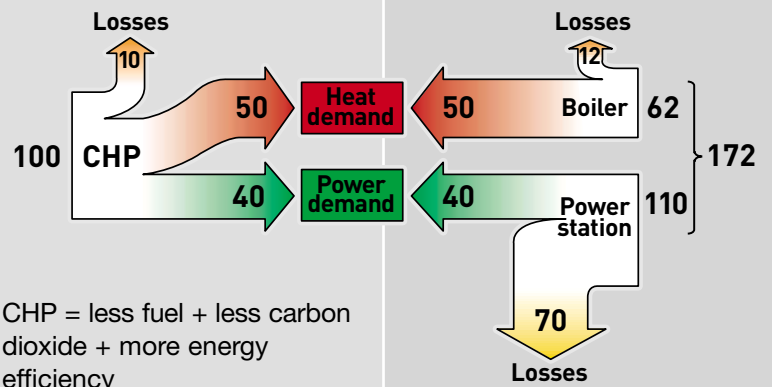 Losses
10
100
CHP
50
40
Heat
demand
Power
demand
Losses
12
50
Boiler
62
40
Power
station
110
172
70
Losses
CHP = less fuel + less carbon
dioxide + more energy
efficiency